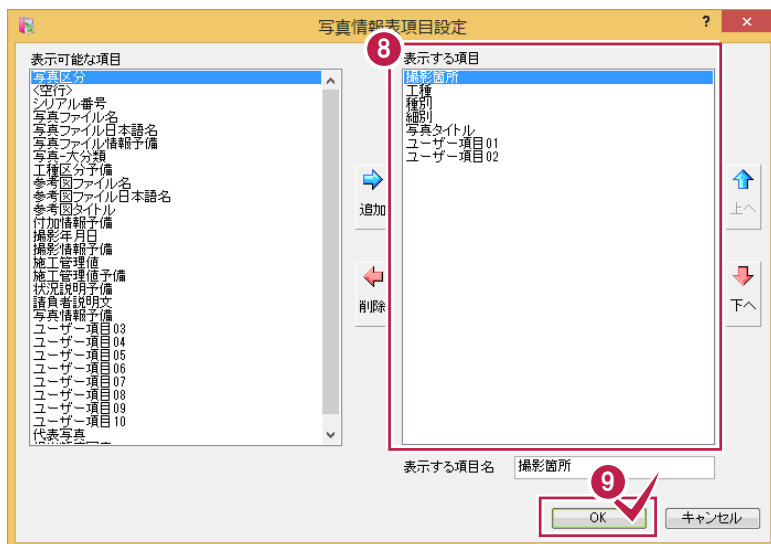 写真情報表項目設定
? ×
表示可能な項目
写真区分
<空行>
シリアル番号
写真ファイル名
写真ファイル日本語名
写真ファイル情報予備
写真-大分類
工種区分予備
参考図ファイル名
参考図ファイル日本語名
参考図タイトル
付加情報予備
撮影年月日
撮影情報予備
施工管理値
施工管理値予備
状況説明予備
請負者説明文
写真情報予備
ユーザー項目03
ユーザー項目04
ユーザー項目05
ユーザー項目06
ユーザー項目07
ユーザー項目08
ユーザー項目09
ユーザー項目10
代表写真
追加
削除
8
表示する項目
撮影箇所
工種
種別
細別
写真タイトル
ユーザー項目01
ユーザー項目02
上へ
下へ
表示する項目名
撮影箇所
9
OK
キャンセル